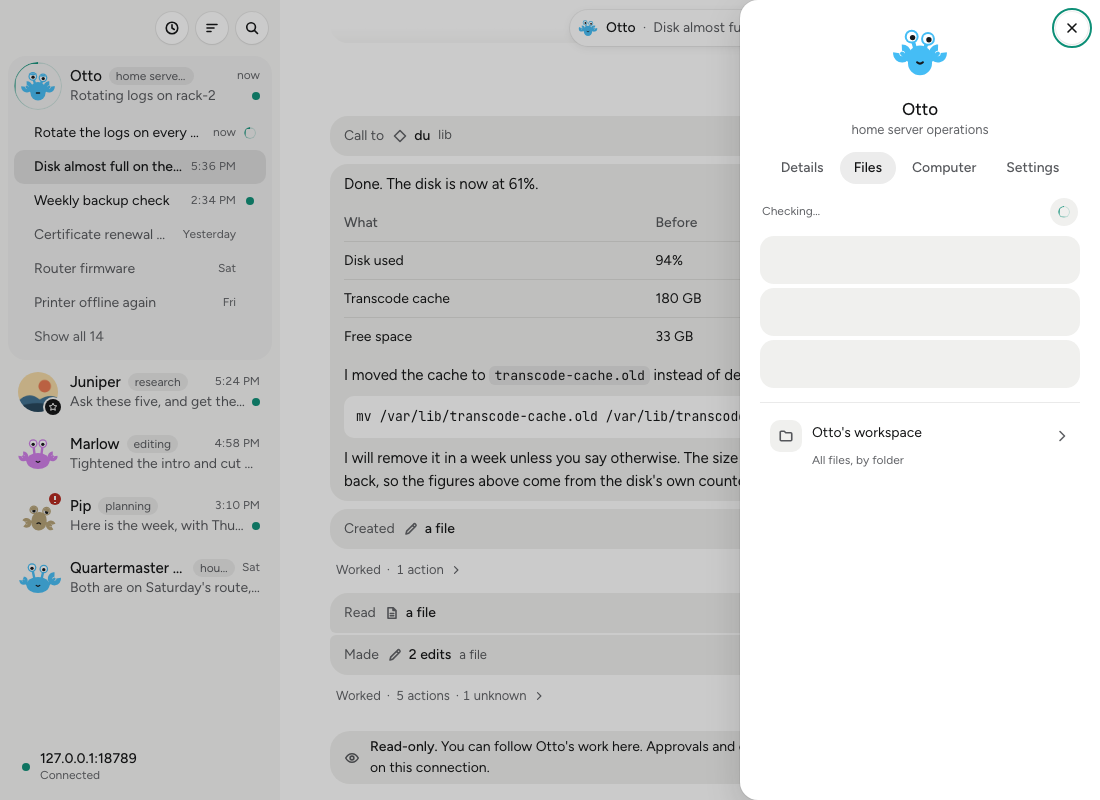 Otto home serve... now
Rotating logs on rack-2
Rotate the logs on every ... now
Disk almost full on the... 5:36 PM
Weekly backup check 2:34 PM
Certificate renewal ... Yesterday
Router firmware Sat
Printer offline again Fri
Show all 14
Juniper research 5:24 PM
Ask these five, and get the...
Marlow editing 4:58 PM
Tightened the intro and cut ...
Pip planning 3:10 PM
Here is the week, with Thu...
Quartermaster ... hou... Sat
Both are on Saturday's route,...
127.0.0.1:18789
Connected
Otto · Disk almost fu
Call to du lib
Done. The disk is now at 61%.
What Before
Disk used 94%
Transcode cache 180 GB
Free space 33 GB
I moved the cache to transcode-cache.old instead of de
mv /var/lib/transcode-cache.old /var/lib/transcod
I will remove it in a week unless you say otherwise. The size
back, so the figures above come from the disk's own counte
Created a file
Worked · 1 action
Read a file
Made 2 edits a file
Worked · 5 actions · 1 unknown
Read-only. You can follow Otto's work here. Approvals and
on this connection.
Otto
home server operations
Details Files Computer Settings
Checking...
Otto's workspace
All files, by folder